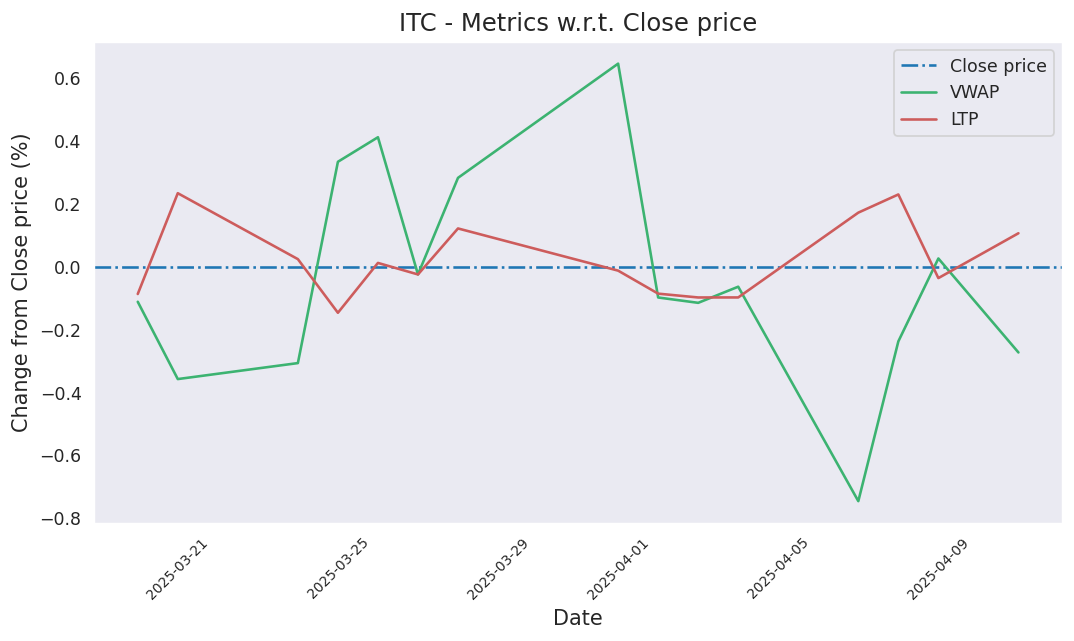 ITC - Metrics w.r.t. Close price
Close price
VWAP
LTP
Change from Close price (%)
0.6
0.4
0.2
0.0
−0.2
−0.4
−0.6
−0.8
2025-03-21
2025-03-25
2025-03-29
2025-04-01
2025-04-05
2025-04-09
Date